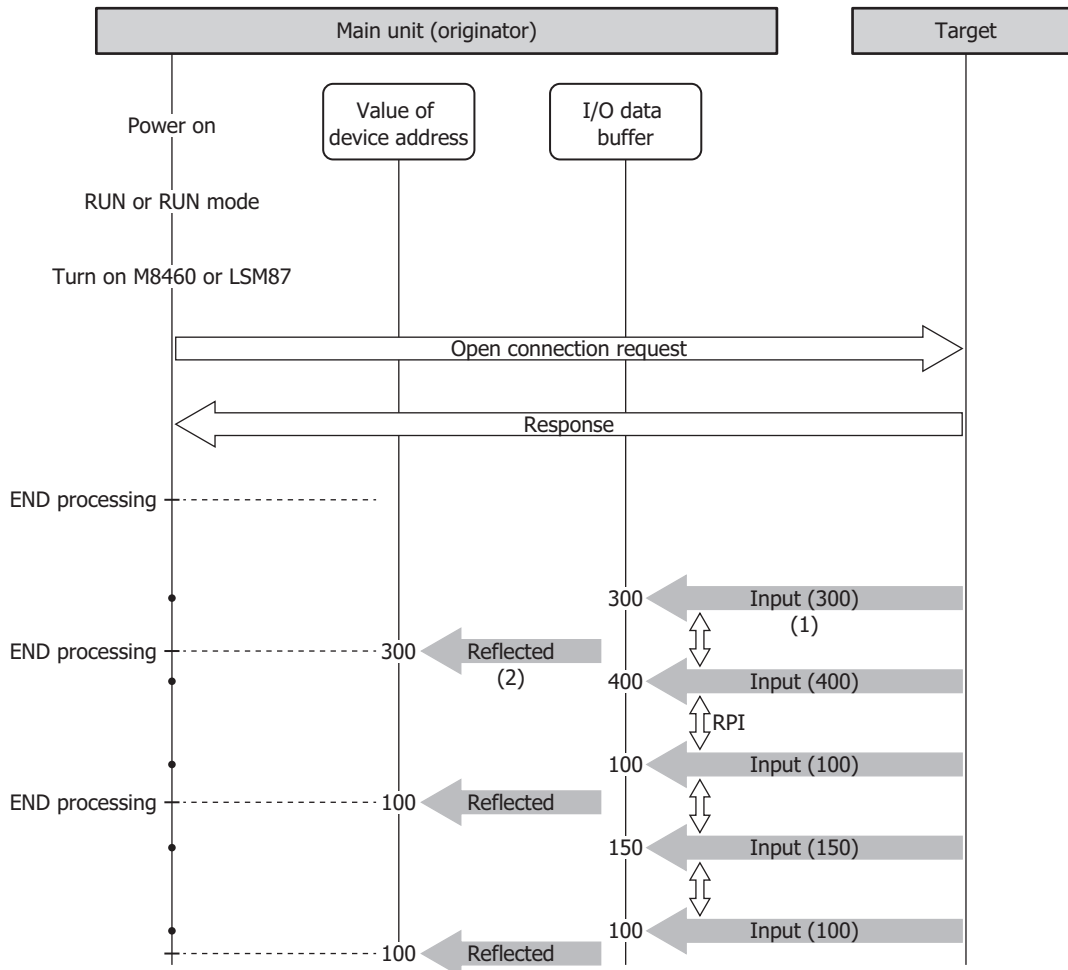 Main unit (originator)
Target
Value of
device address
I/O data
buffer
Power on
RUN or RUN mode
Turn on M8460 or LSM87
Open connection request
Response
END processing
300
Input (300)
(1)
END processing
300
Reflected
(2)
400
Input (400)
RPI
100
Input (100)
END processing
100
Reflected
150
Input (150)
100
Input (100)
100
Reflected